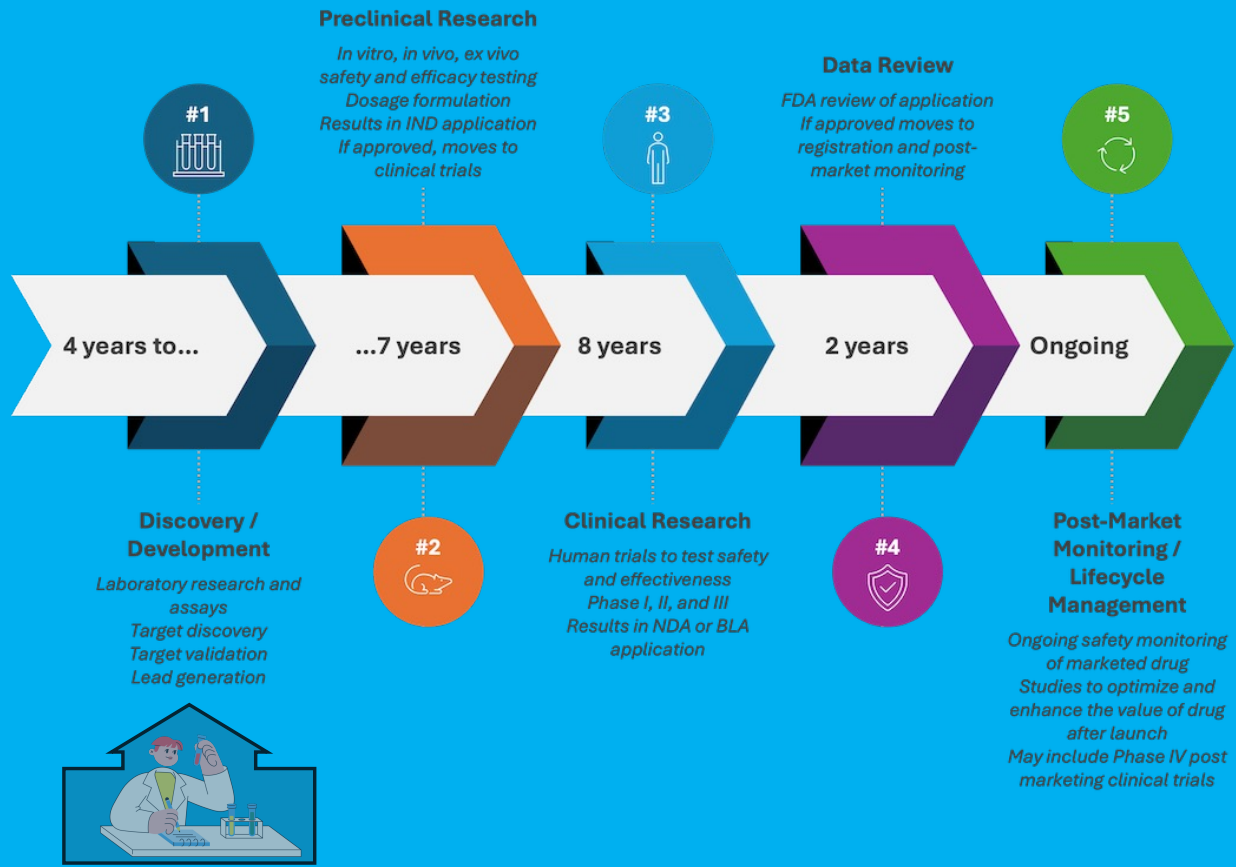 #1
4 years to...
Discovery /
Development
Laboratory research and
assays
Target discovery
Target validation
Lead generation
Preclinical Research
In vitro, in vivo, ex vivo
safety and efficacy testing
Dosage formulation
Results in IND application
If approved, moves to
clinical trials
...7 years
#2
#3
8 years
Clinical Research
Human trials to test safety
and effectiveness
Phase I, II, and III
Results in NDA or BLA
application
Data Review
FDA review of application
If approved moves to
registration and post-
market monitoring
2 years
#4
#5
Ongoing
Post-Market
Monitoring /
Lifecycle
Management
Ongoing safety monitoring
of marketed drug
Studies to optimize and
enhance the value of drug
after launch
May include Phase IV post
marketing clinical trials